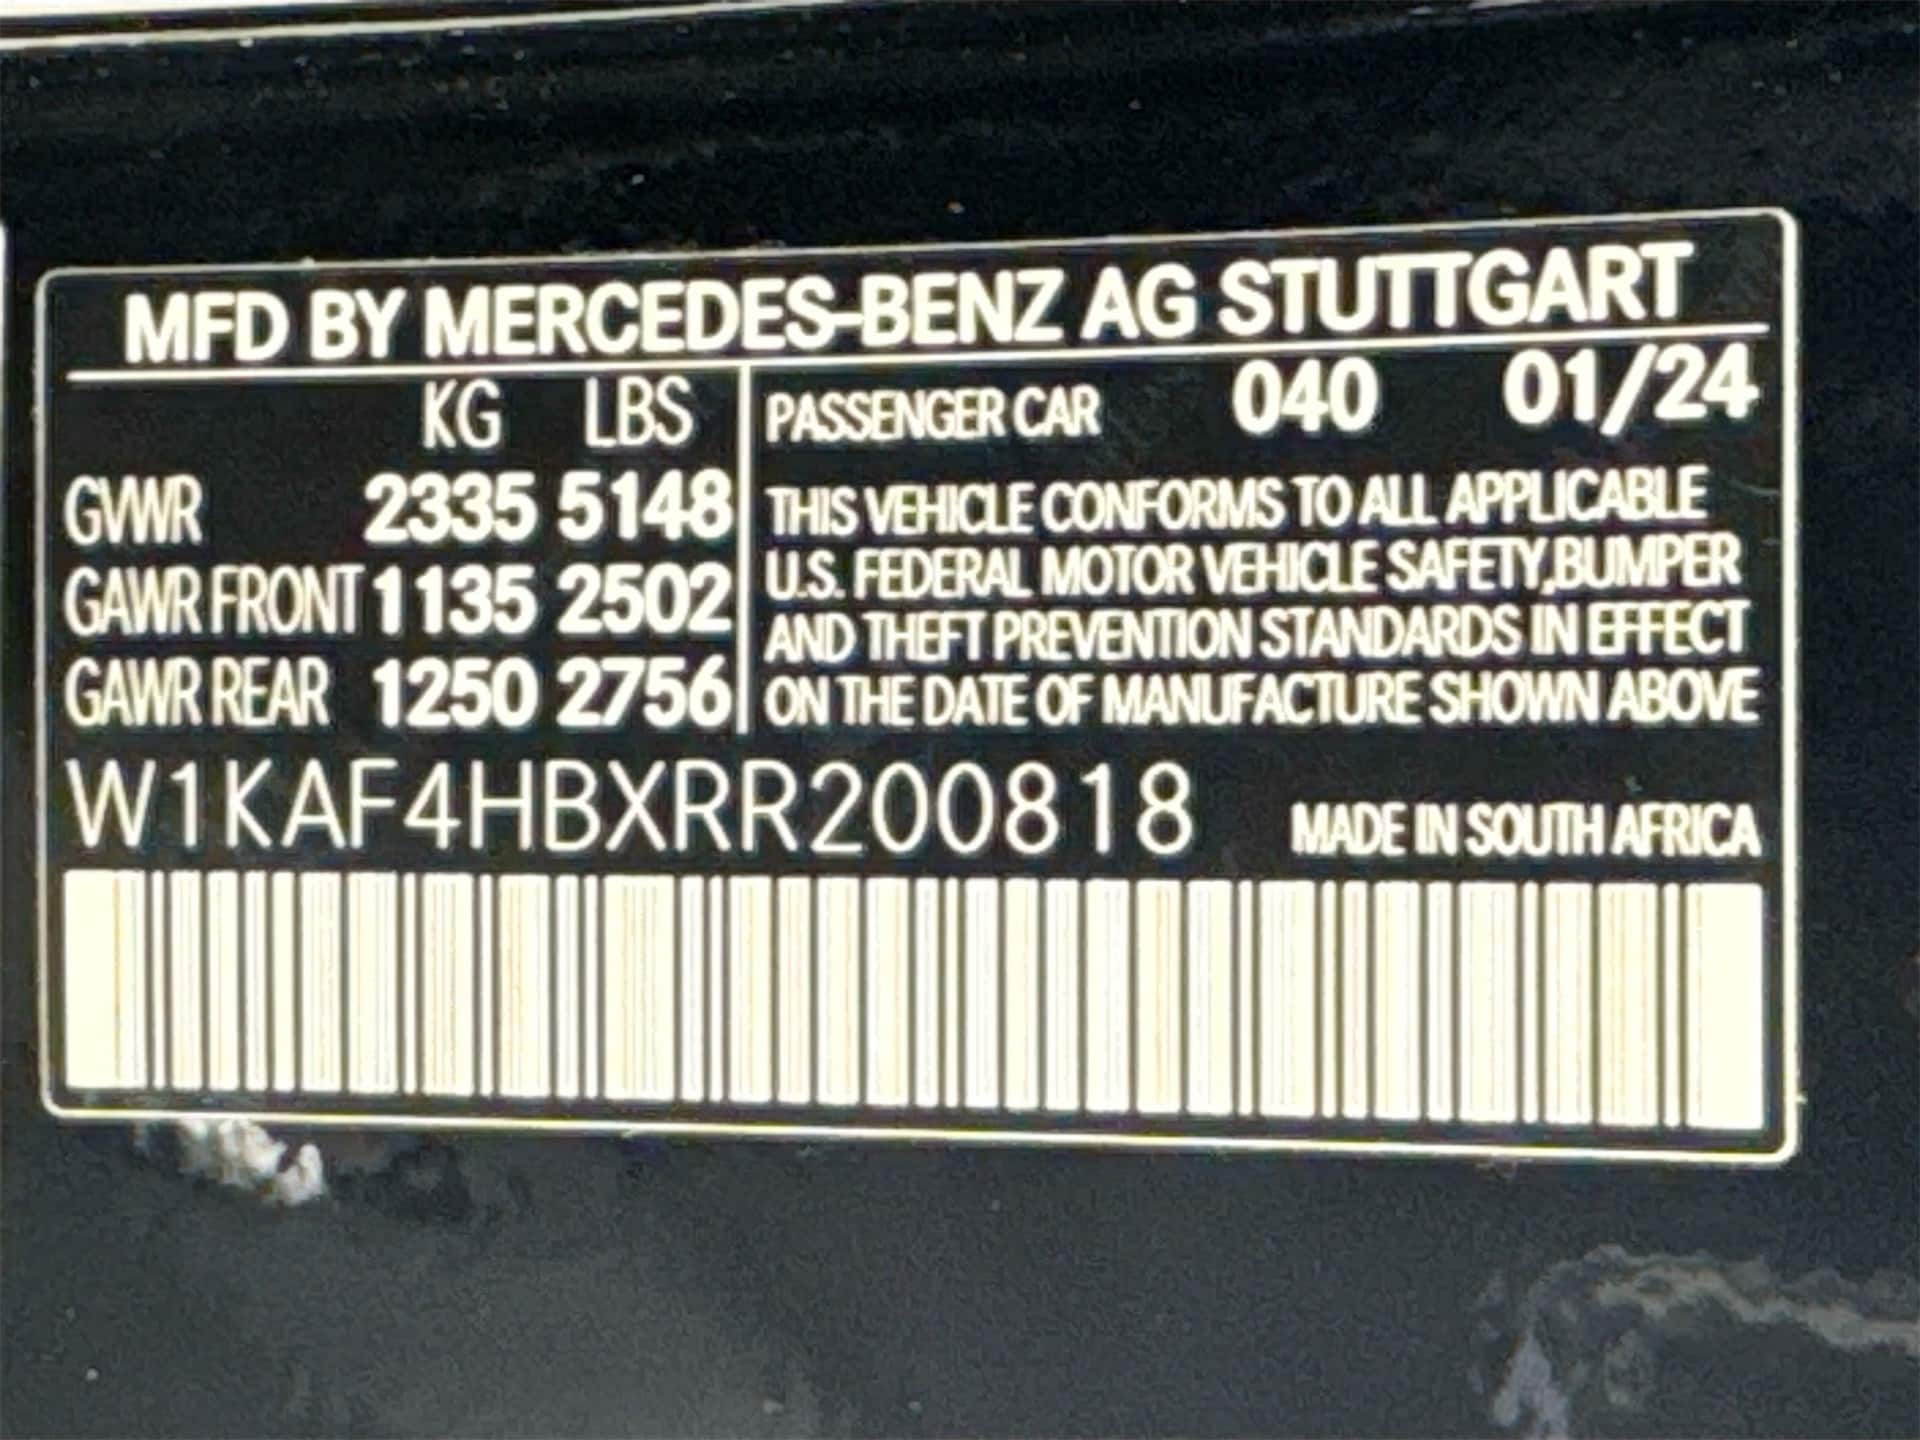 MFD BY MERCEDES-BENZ AG STUTTGART
KG LBS
GVWR 2335 5148
GAWR FRONT 1135 2502
GAWR REAR 1250 2756
PASSENGER CAR 040 01/24
THIS VEHICLE CONFORMS TO ALL APPLICABLE
U.S. FEDERAL MOTOR VEHICLE SAFETY,BUMPER
AND THEFT PREVENTION STANDARDS IN EFFECT
ON THE DATE OF MANUFACTURE SHOWN ABOVE
W1KAF4HBXRR200818
MADE IN SOUTH AFRICA